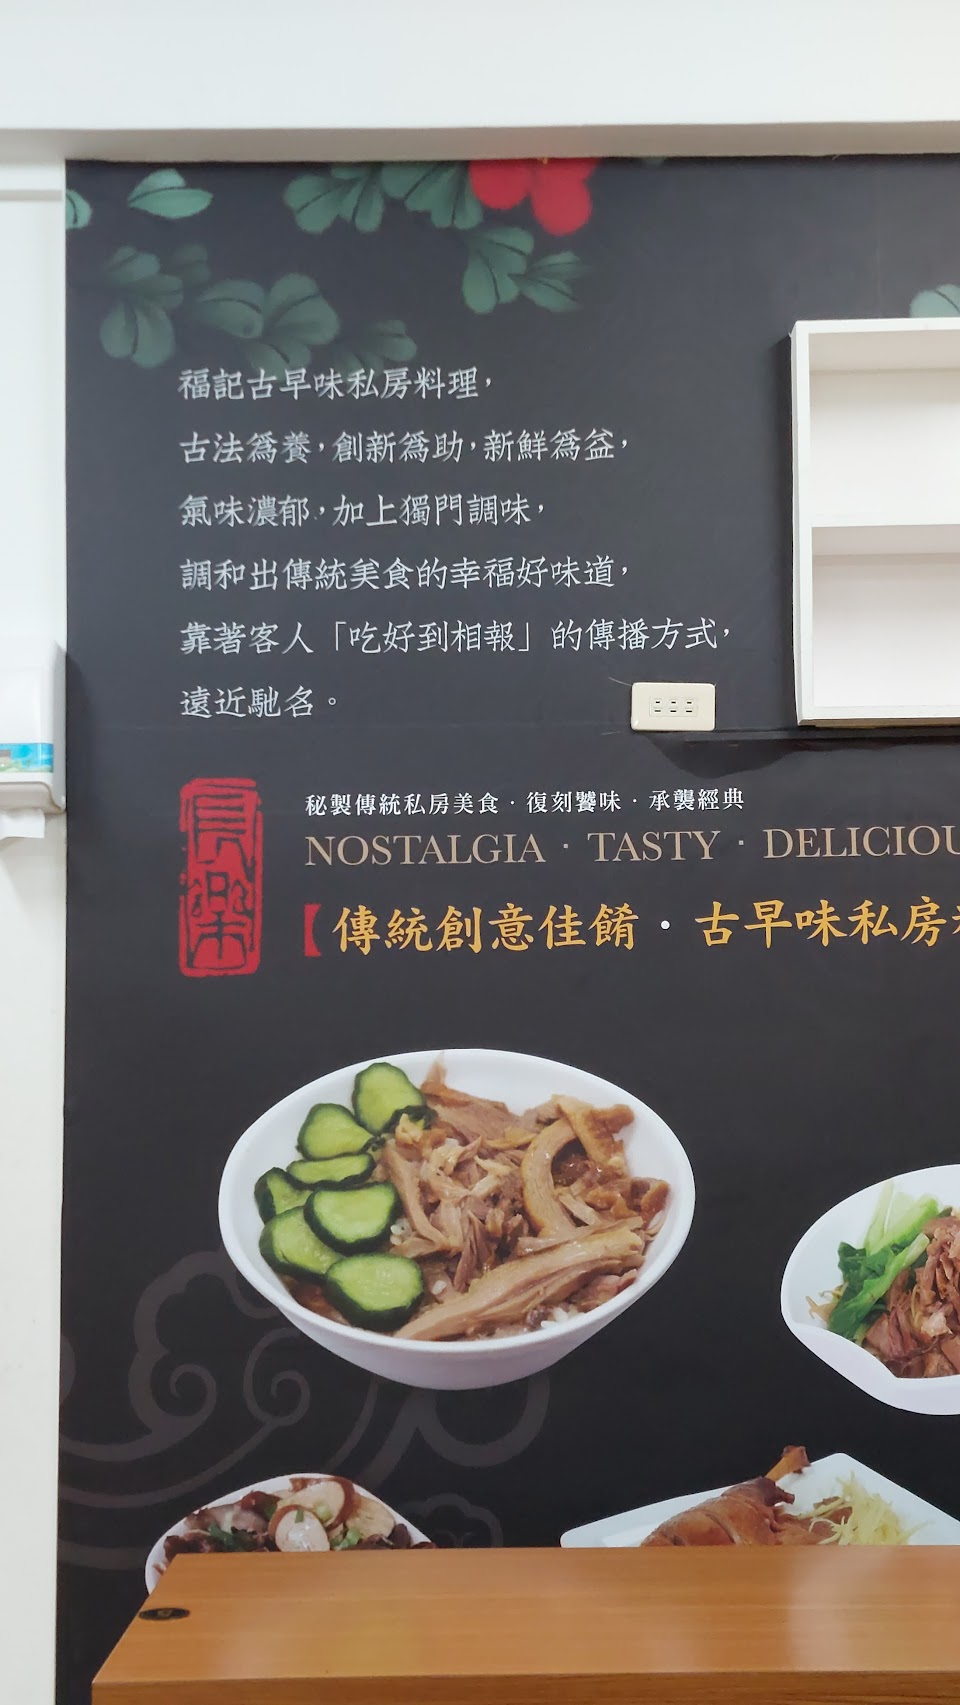 福記古早味私房料理，
古法為養，創新為助，新鮮為益，
氣味濃郁，加上獨門調味，
調和出傳統美食的幸福好味道，
靠著客人「吃好到相報」的傳播方式，
遠近馳名。
秘製傳統私房美食．復刻饕味．承襲經典
NOSTALGIA · TASTY · DELICIOU
【傳統創意佳餚．古早味私房